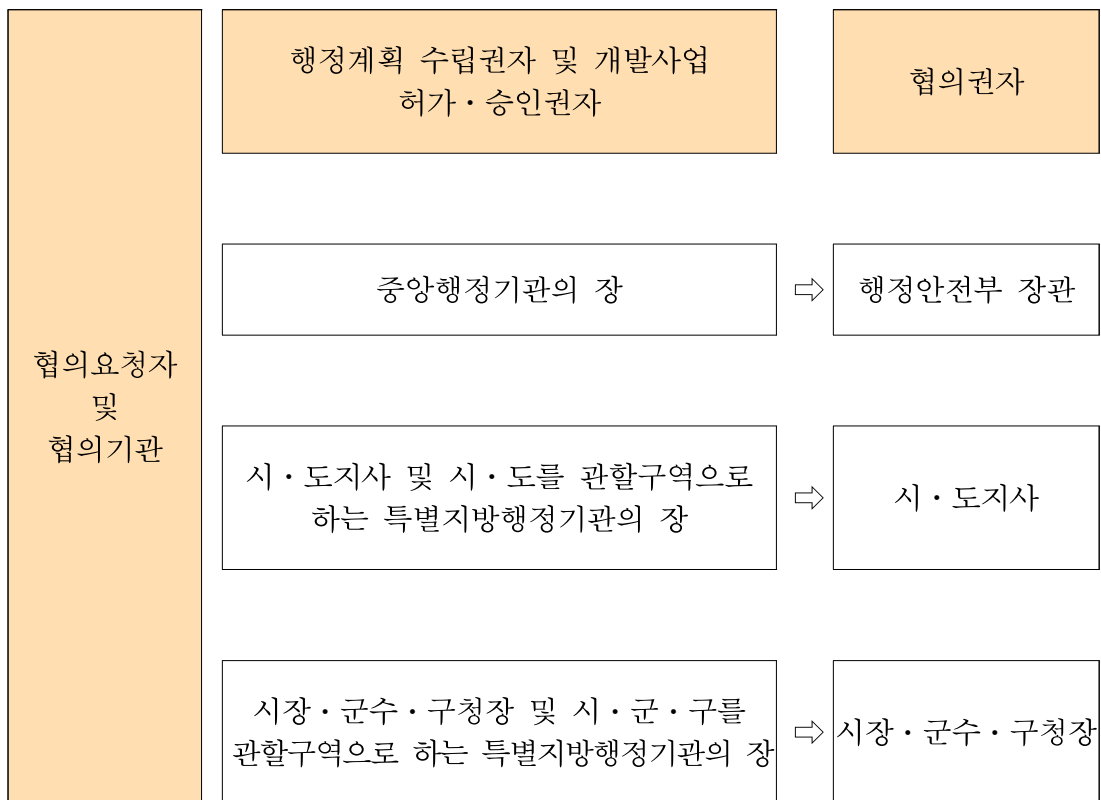 행정계획 수립권자 및 개발사업
허가・승인권자
협의권자
중앙행정기관의 장
⇨
행정안전부 장관
협의요청자
및
협의기관
시・도지사 및 시・도를 관할구역으로
하는 특별지방행정기관의 장
⇨
시・도지사
시장・군수・구청장 및 시・군・구를
관할구역으로 하는 특별지방행정기관의 장
⇨
시장・군수・구청장